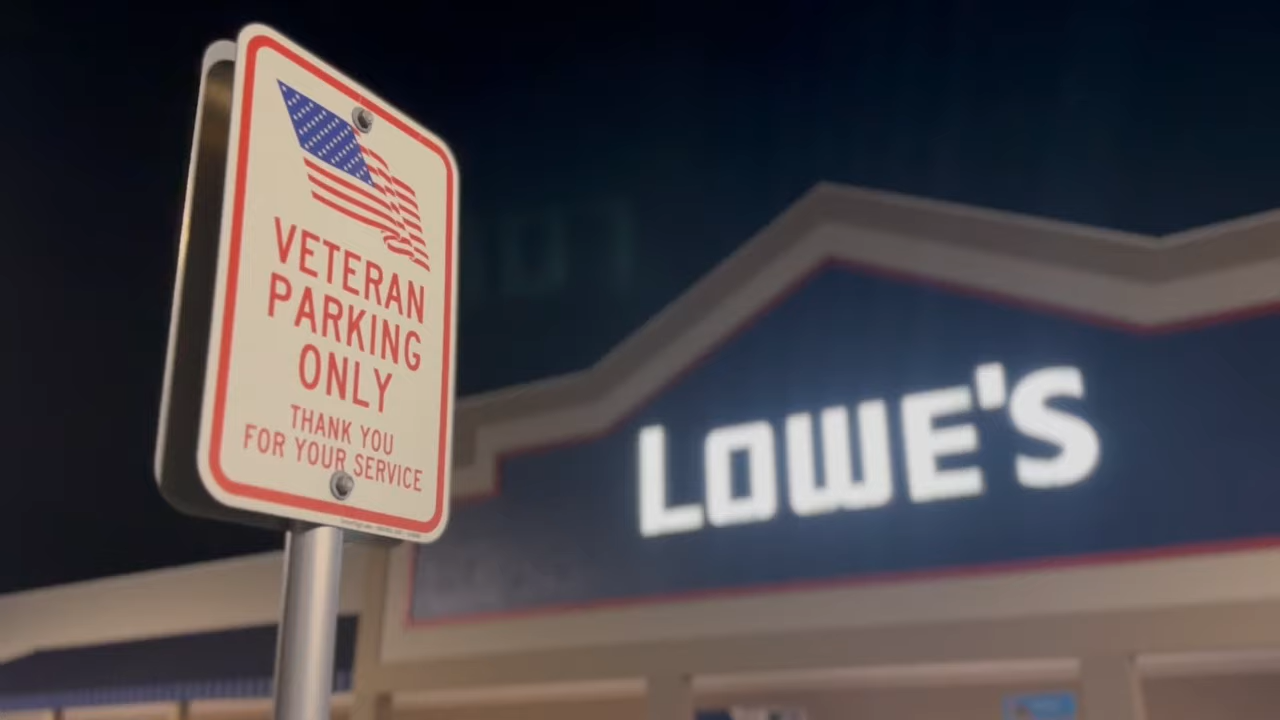 VETERAN
PARKING
ONLY
THANK YOU
FOR YOUR SERVICE
LOWE'S